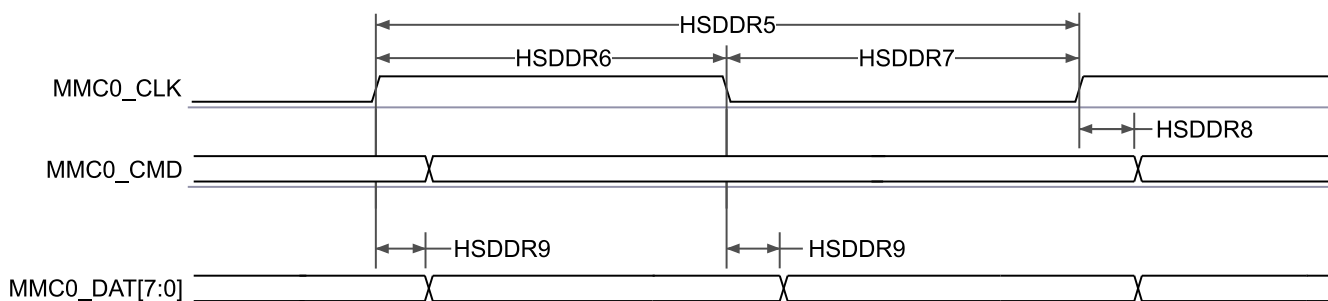 HSDDR5
HSDDR6
HSDDR7
MMC0_CLK
HSDDR8
MMC0_CMD
HSDDR9
HSDDR9
MMC0_DAT[7:0]